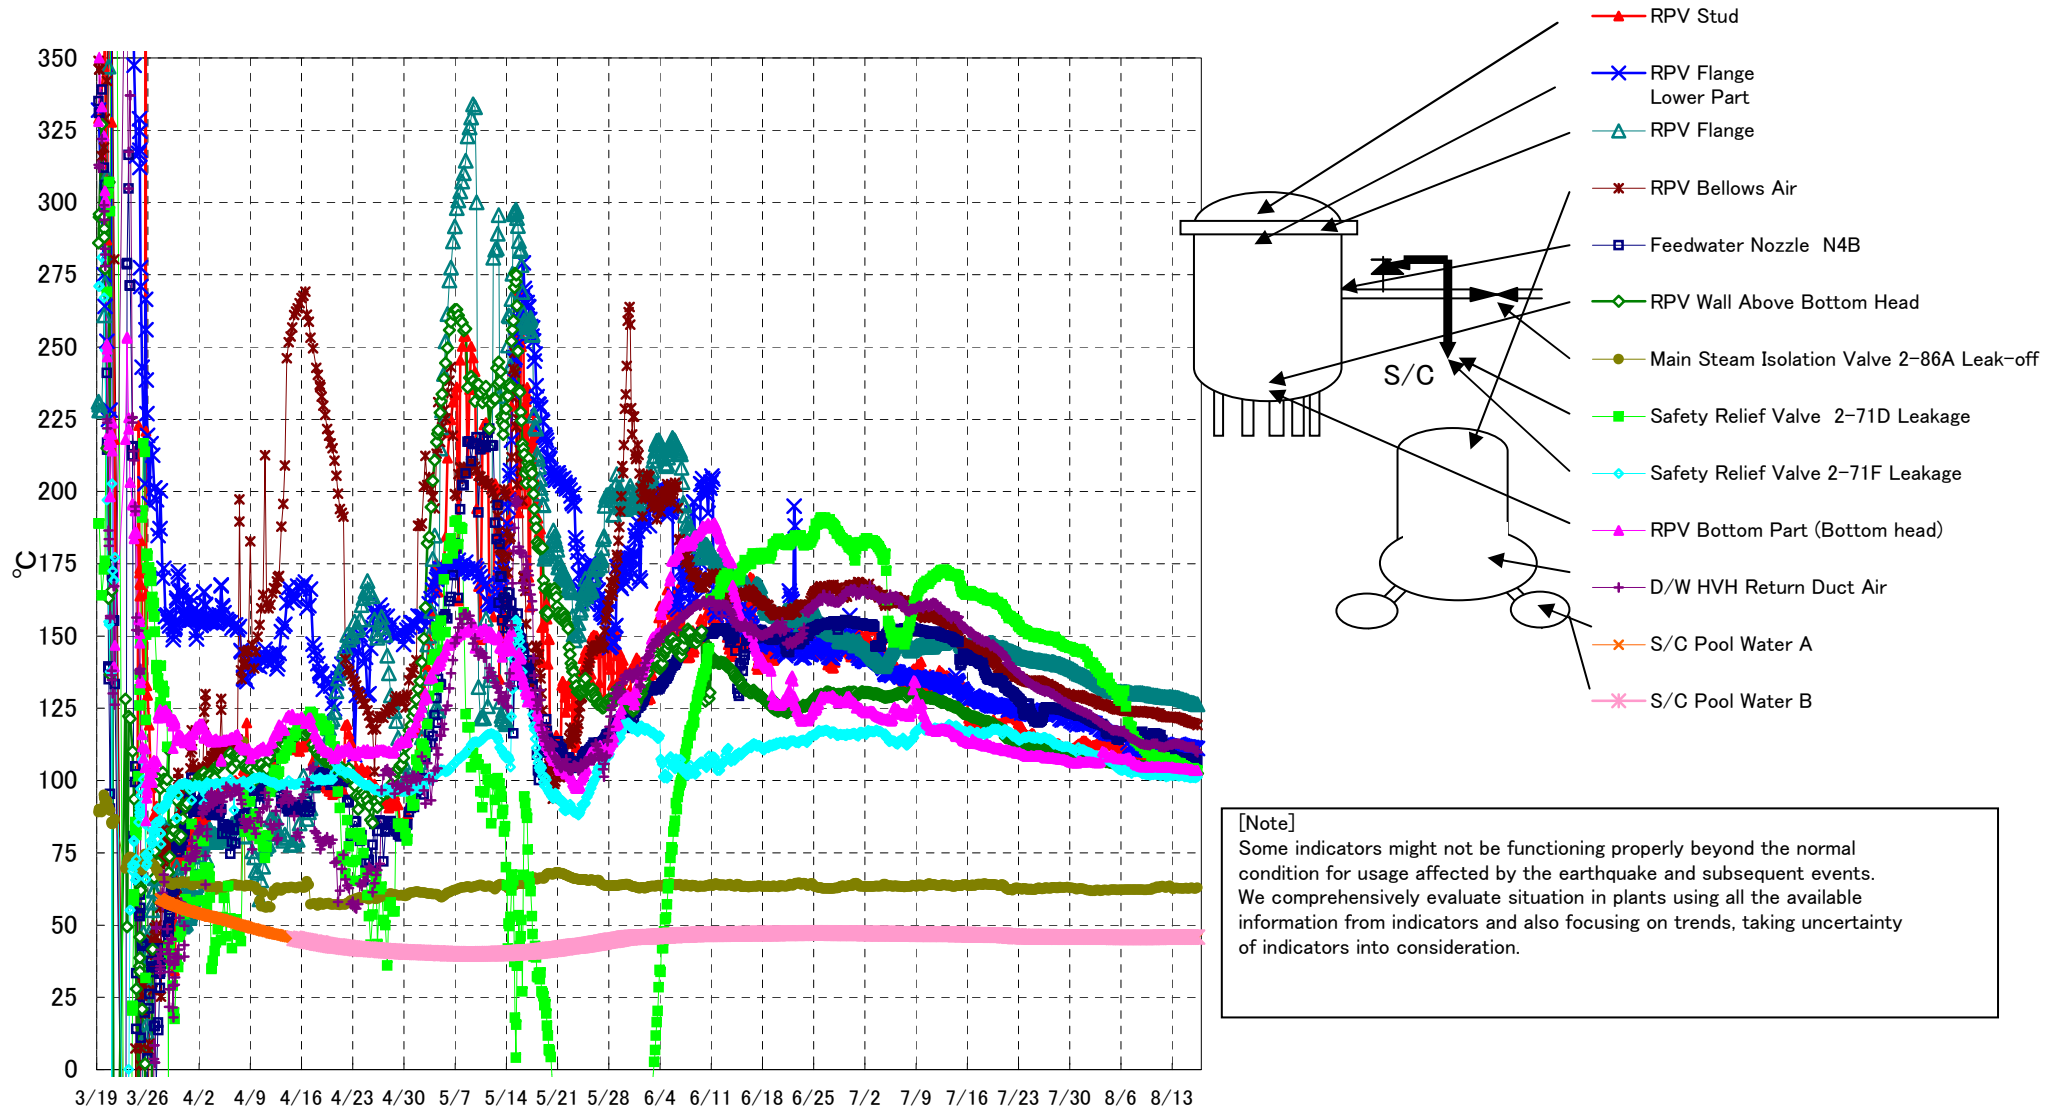 350
325
300
275
250
225
200
175
150
125
100
75
50
25
0
℃
3/19 3/26 4/2 4/9 4/16 4/23 4/30 5/7 5/14 5/21 5/28 6/4 6/11 6/18 6/25 7/2 7/9 7/16 7/23 7/30 8/6 8/13
RPV Stud
RPV Flange
Lower Part
RPV Flange
RPV Bellows Air
Feedwater Nozzle N4B
RPV Wall Above Bottom Head
Main Steam Isolation Valve 2-86A Leak-off
Safety Relief Valve 2-71D Leakage
Safety Relief Valve 2-71F Leakage
RPV Bottom Part (Bottom head)
D/W HVH Return Duct Air
S/C Pool Water A
S/C Pool Water B
S/C
[Note]
Some indicators might not be functioning properly beyond the normal
condition for usage affected by the earthquake and subsequent events.
We comprehensively evaluate situation in plants using all the available
information from indicators and also focusing on trends, taking uncertainty
of indicators into consideration.